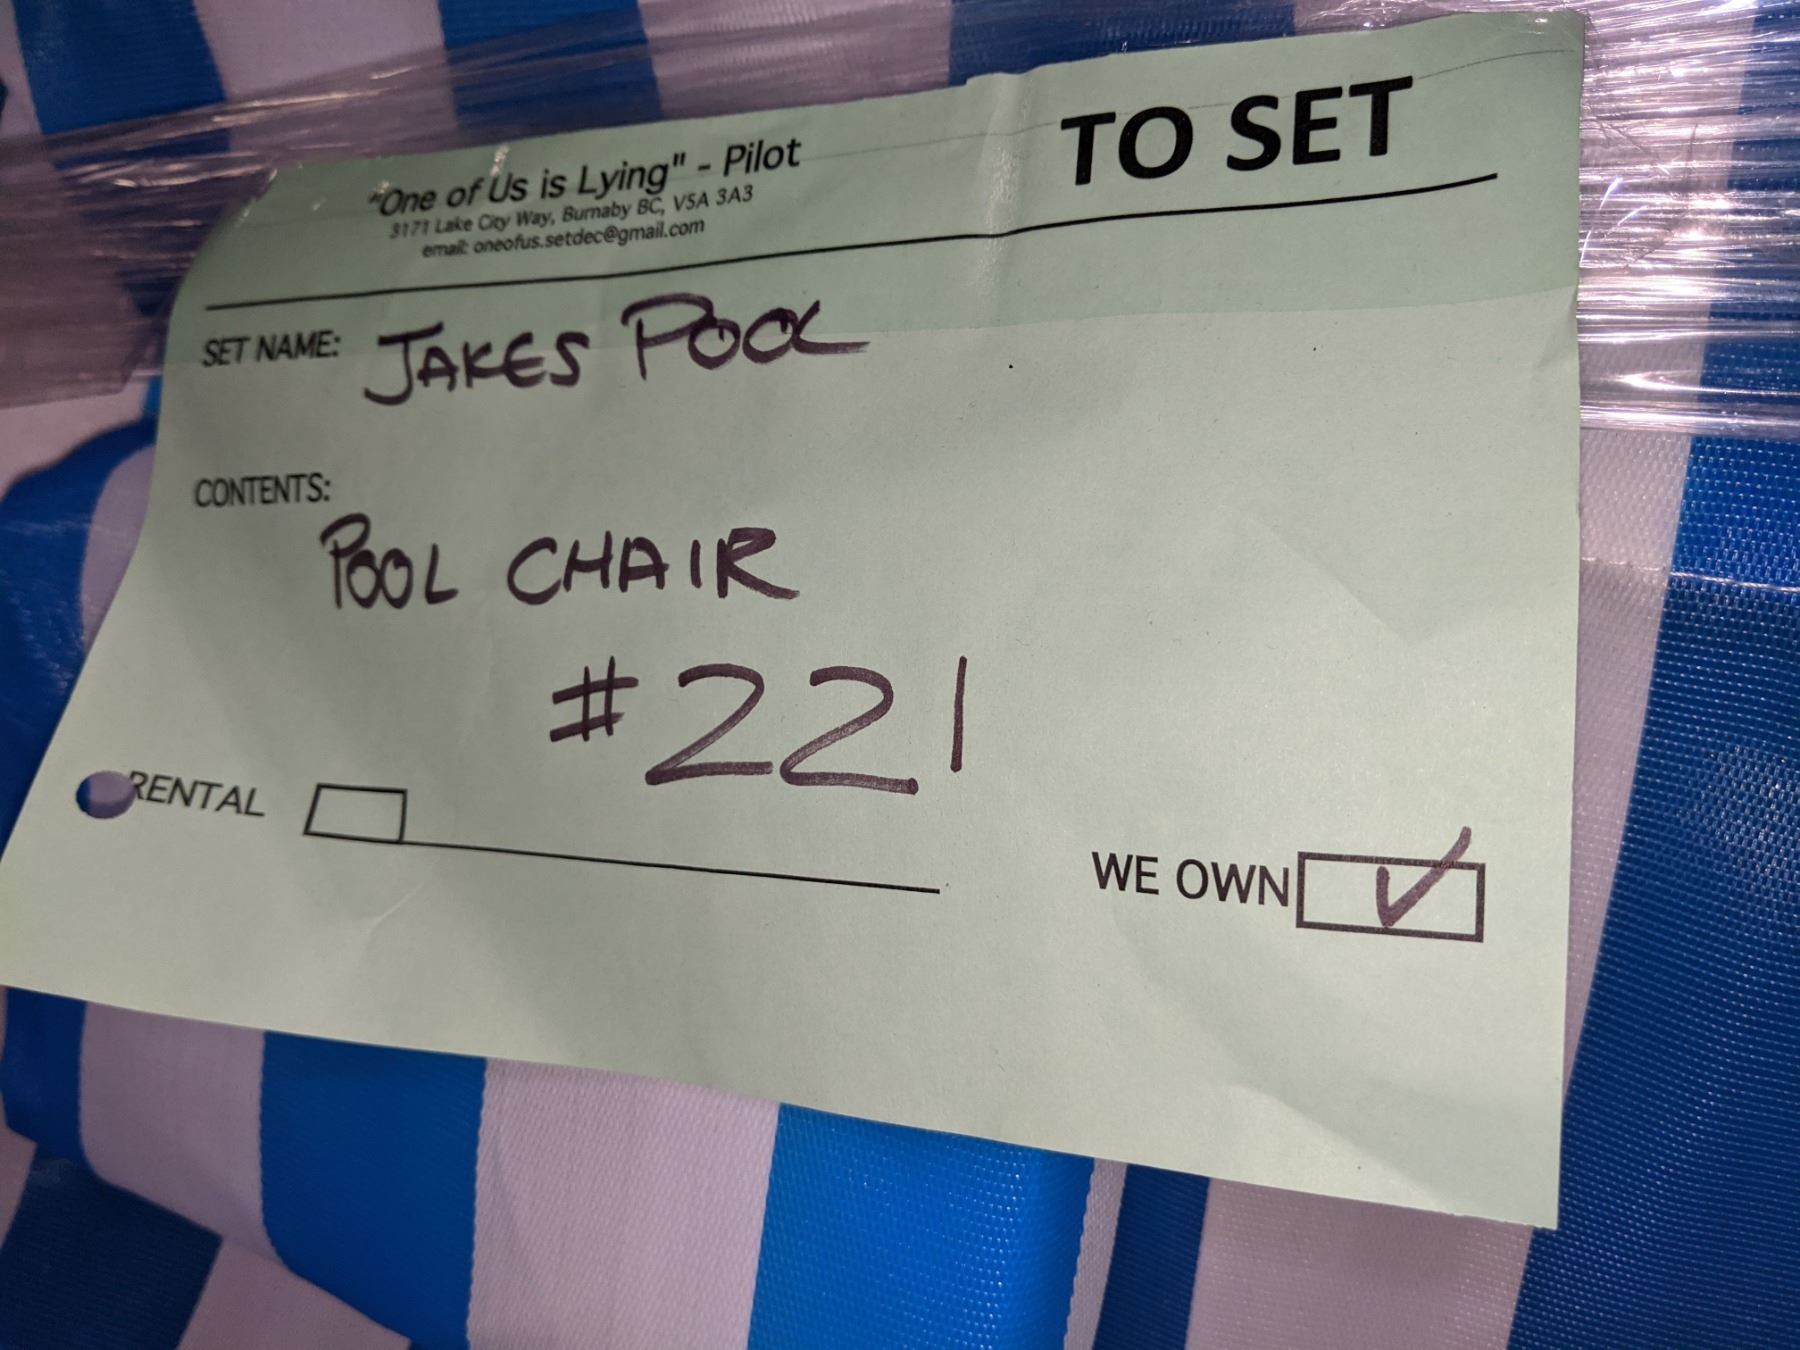 "One of Us is Lying" - Pilot
3171 Lake City Way, Burnaby BC, V5A 3A3
email: oneofus.setdec@gmail.com
TO SET
SET NAME: JAKES POOL
CONTENTS:
POOL CHAIR
#221
RENTAL
WE OWN ✓